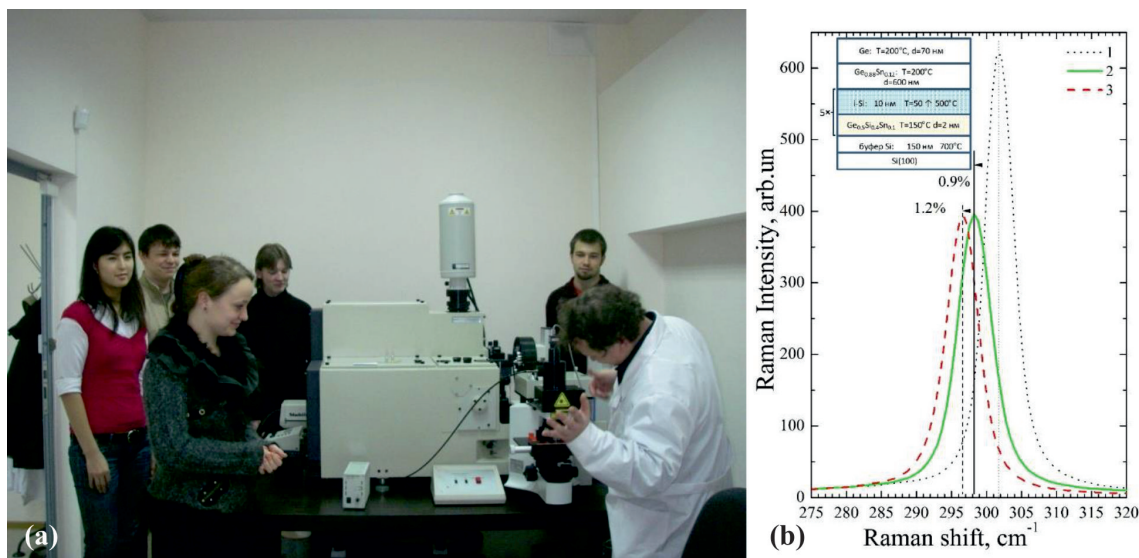 (a)
(b)
Raman Intensity, arb.un
600
500
400
300
200
100
0
Ge: T=200°C, d=70 нм
Ge₀.₈₈Sn₀.₁₂: T=200°C
d=600 нм
5×
i-Si: 10 нм T=50 ↑ 500°C
Ge₀.₅Si₀.₄Sn₀.₁ T=150°C d=2 нм
буфер Si: 150 нм 700°C
Si(100)
1
2
3
0.9%
1.2%
275 280 285 290 295 300 305 310 315 320
Raman shift, cm⁻¹